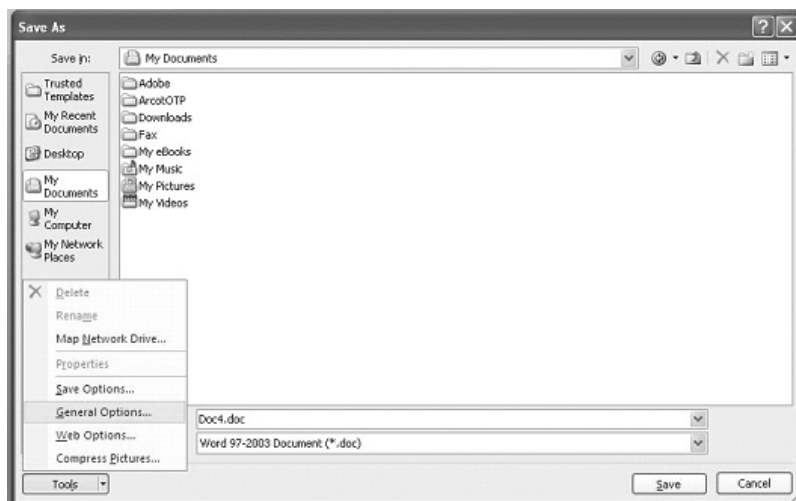 Save As
Save in:
My Documents
Trusted
Templates
My Recent
Documents
Desktop
My
Documents
My
Computer
My Network
Places
Adobe
ArcotOTP
Downloads
Fax
My eBooks
My Music
My Pictures
My Videos
Delete
Rename
Map Network Drive...
Properties
Save Options...
General Options...
Web Options...
Compress Pictures...
Doc4.doc
Word 97-2003 Document (*.doc)
Tools
Save
Cancel